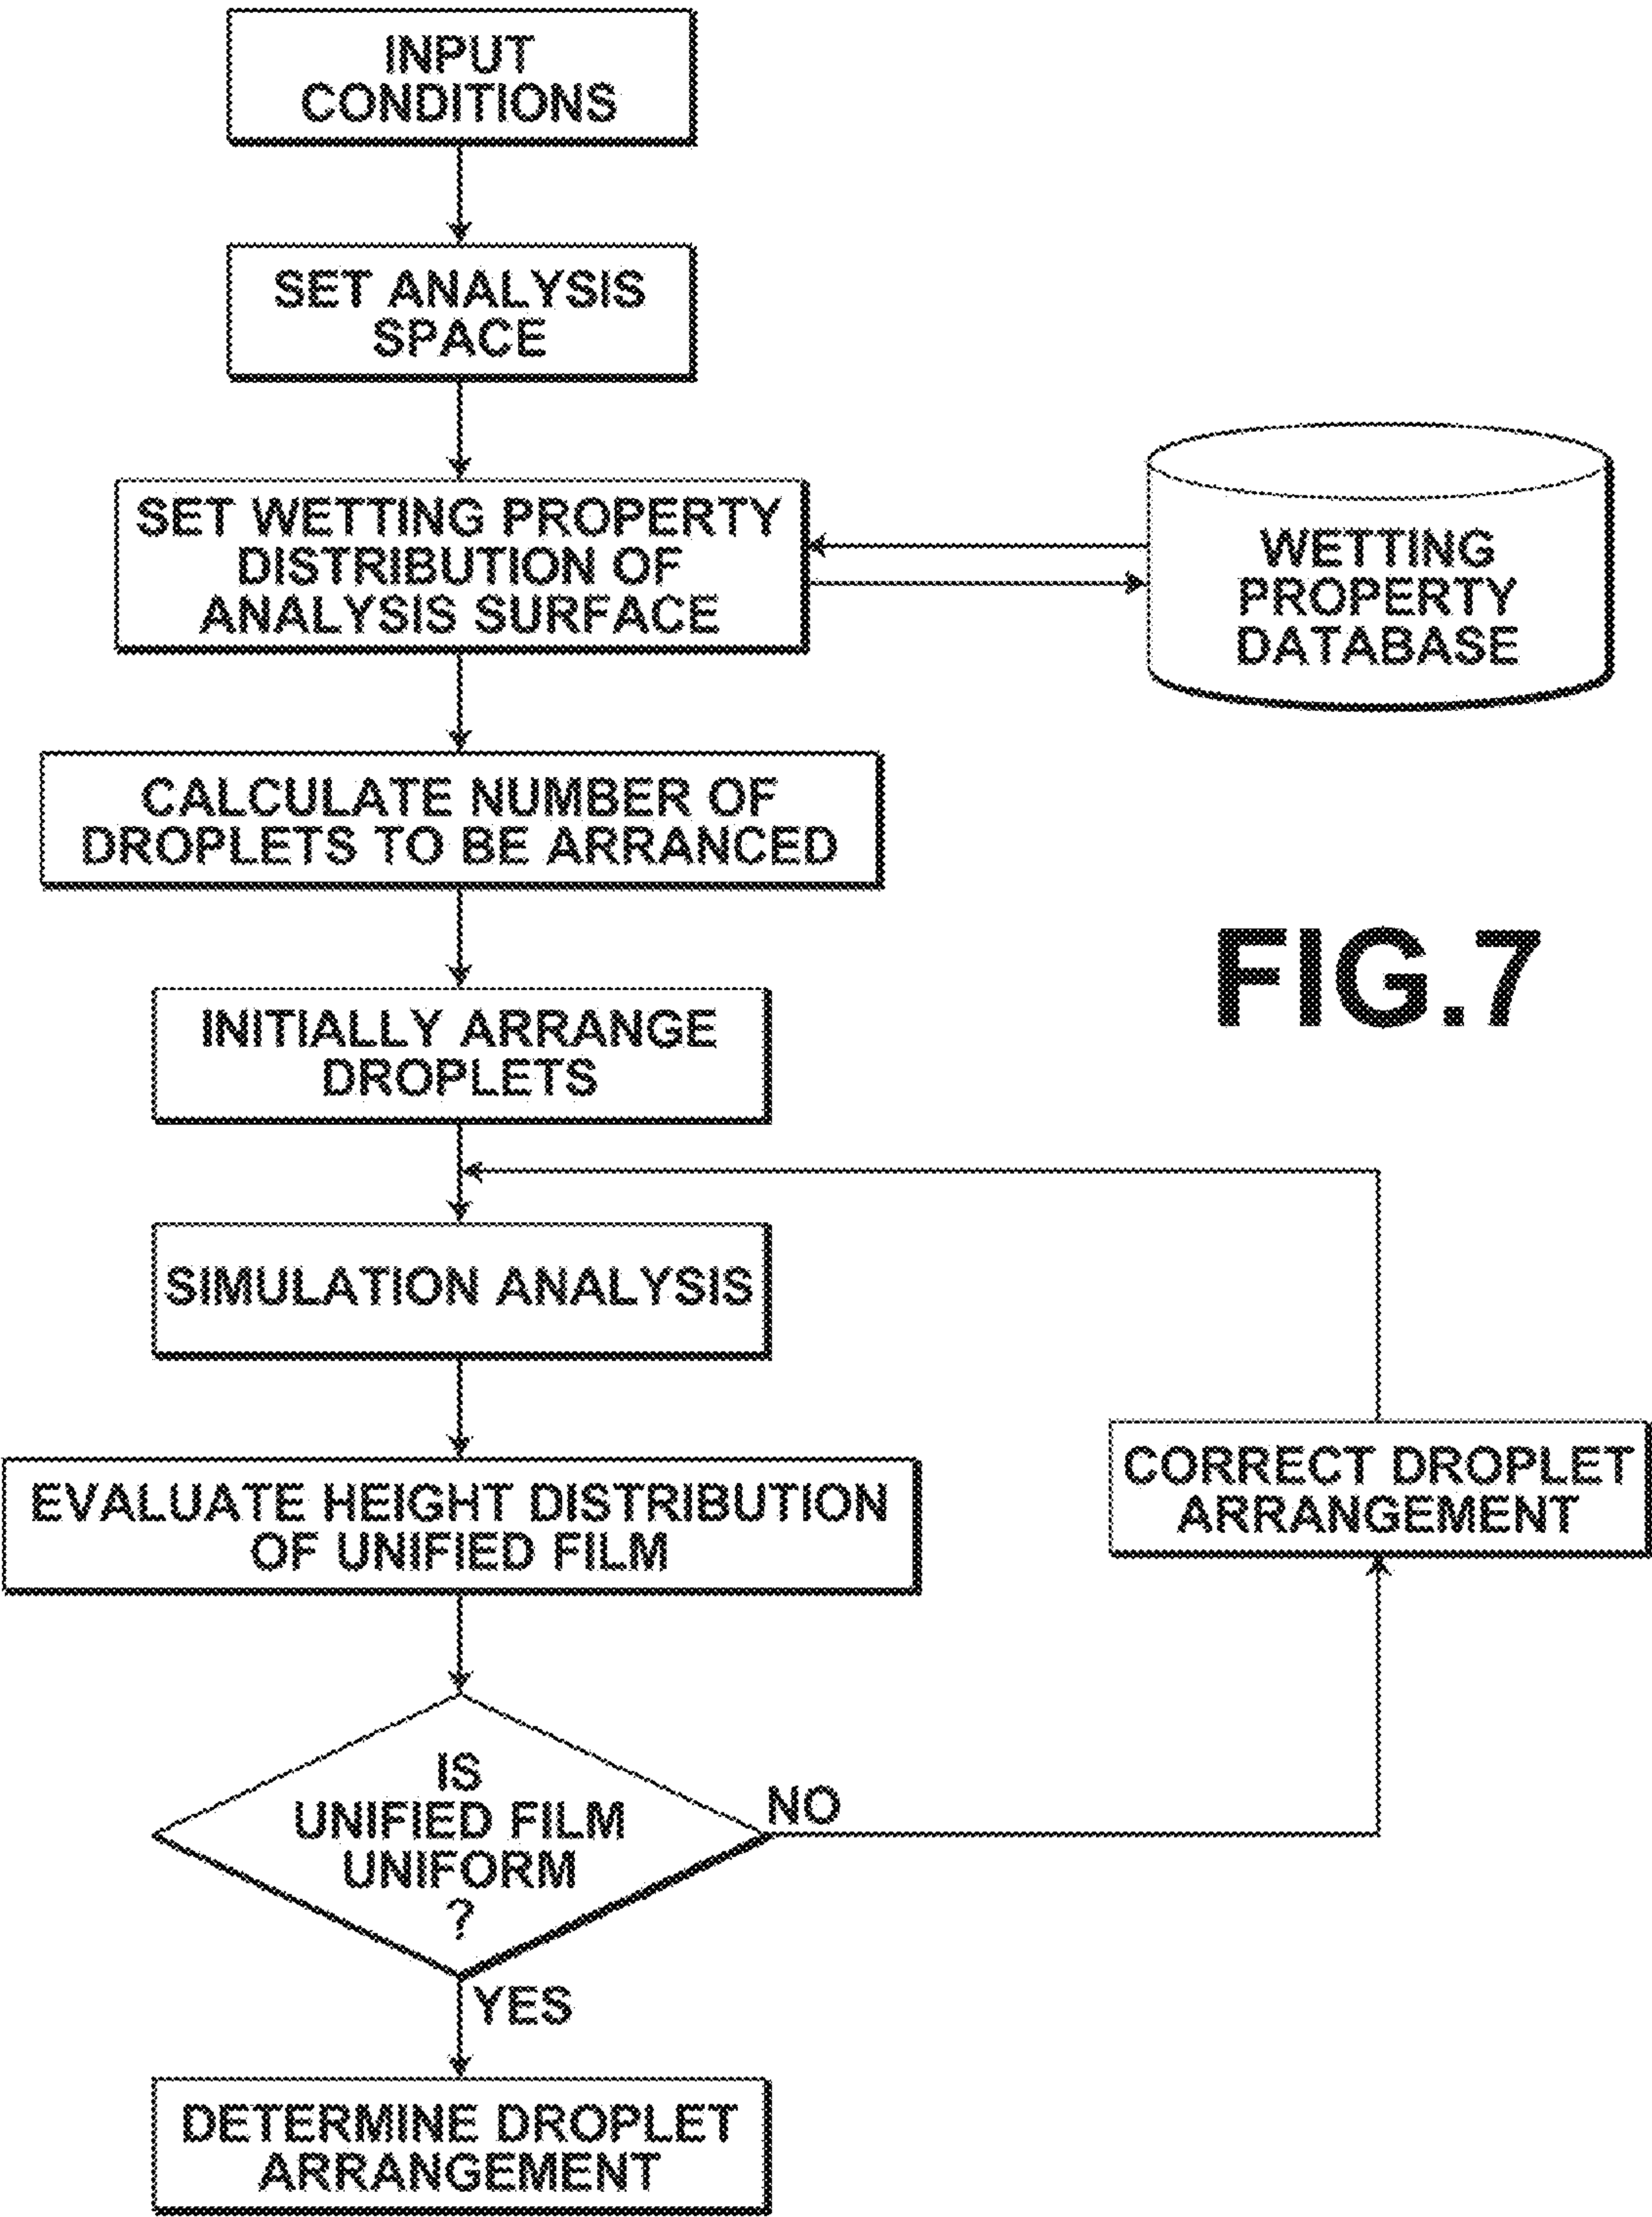 INPUT
CONDITIONS
SET ANALYSIS
SPACE
SET WETTING PROPERTY
DISTRIBUTION OF
ANALYSIS SURFACE
WETTING
PROPERTY
DATABASE
CALCULATE NUMBER OF
DROPLETS TO BE ARRANCED
FIG.7
INITIALLY ARRANGE
DROPLETS
SIMULATION ANALYSIS
EVALUATE HEIGHT DISTRIBUTION
OF UNIFIED FILM
CORRECT DROPLET
ARRANGEMENT
IS
UNIFIED FILM
UNIFORM
?
NO
YES
DETERMINE DROPLET
ARRANGEMENT